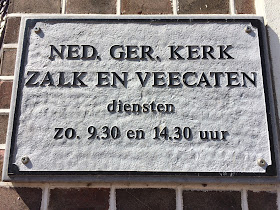 NED. GER. KERK
ZALK EN VEECATEN
diensten
zo. 9.30 en 14.30 uur